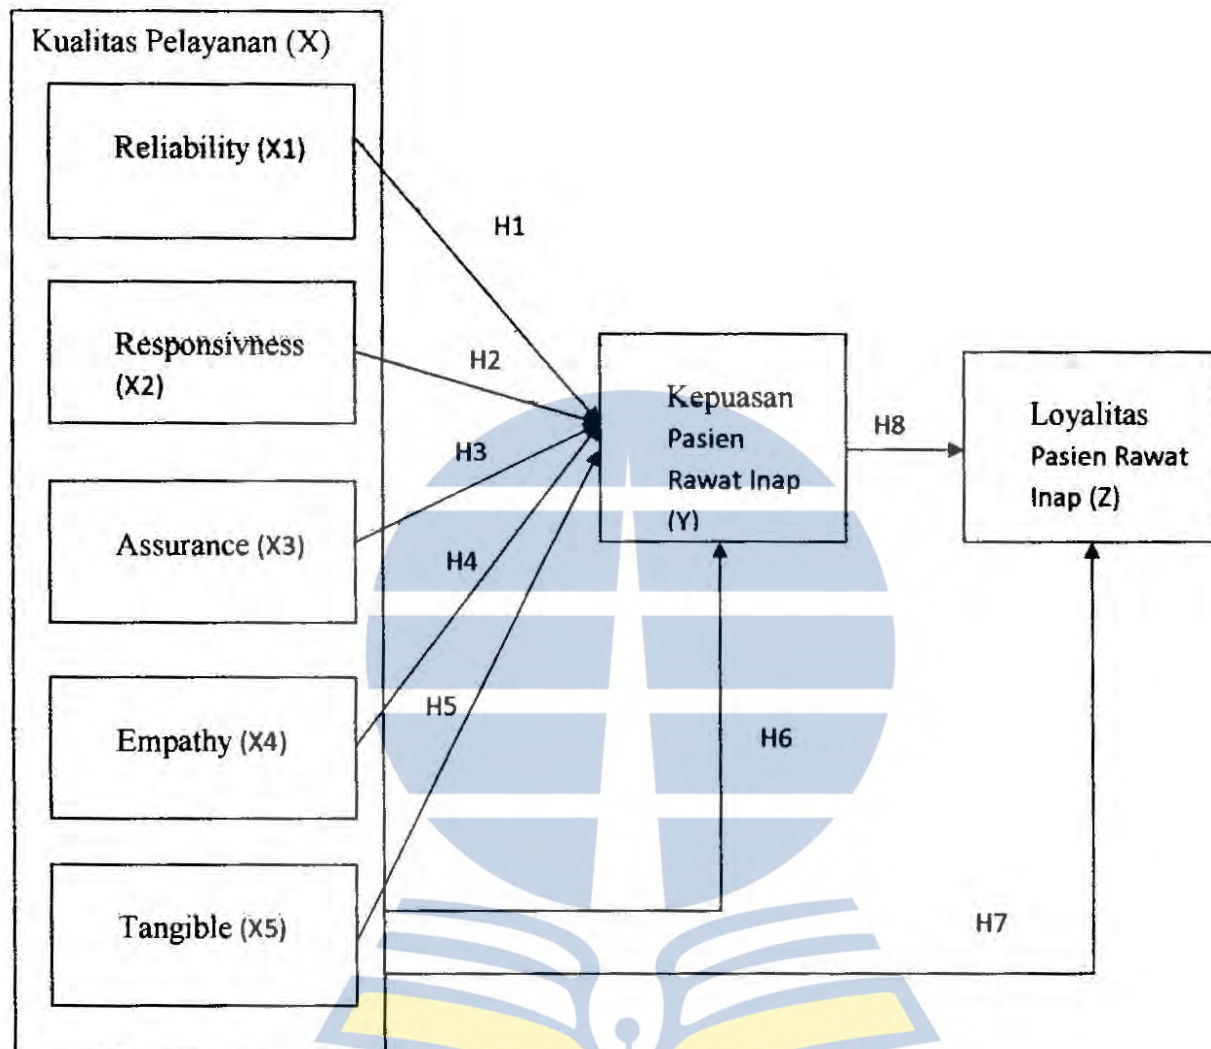 Kualitas Pelayanan (X)
Reliability (X1)
H1
Responsivness
(X2)
H2
Kepuasan
Pasien
Rawat Inap
(Y)
H8
Loyalitas
Pasien Rawat
Inap (Z)
H3
Assurance (X3)
H4
Empathy (X4)
H5
H6
Tangible (X5)
H7